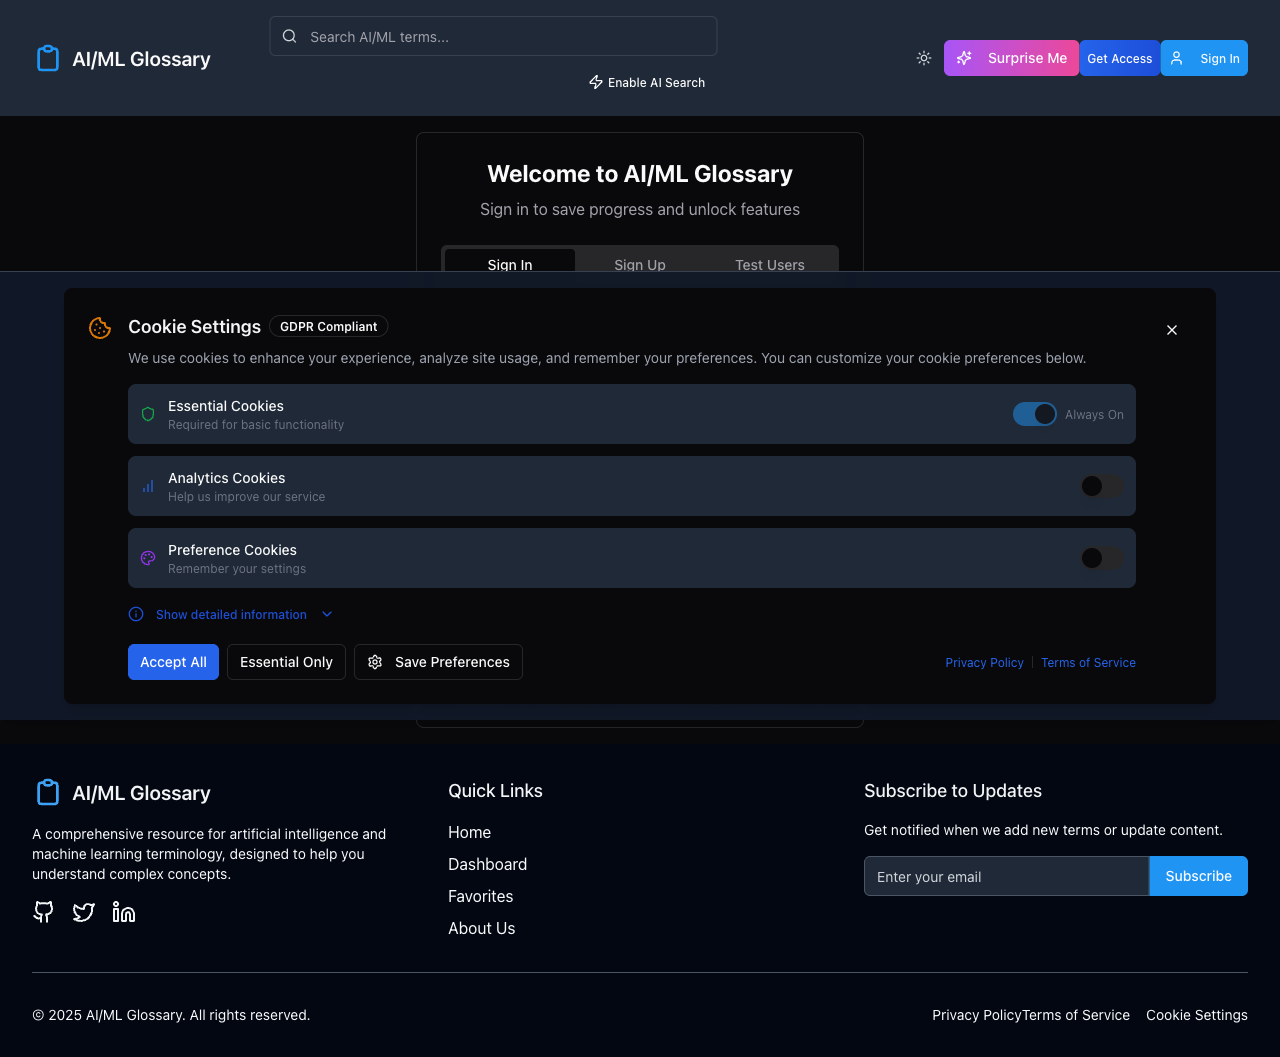 AI/ML Glossary
Search AI/ML terms...
Enable AI Search
Surprise Me
Get Access
Sign In
Welcome to AI/ML Glossary
Sign in to save progress and unlock features
Sign In
Sign Up
Test Users
Cookie Settings
GDPR Compliant
We use cookies to enhance your experience, analyze site usage, and remember your preferences. You can customize your cookie preferences below.
Essential Cookies
Required for basic functionality
Always On
Analytics Cookies
Help us improve our service
Preference Cookies
Remember your settings
Show detailed information
Accept All
Essential Only
Save Preferences
Privacy Policy
Terms of Service
AI/ML Glossary
A comprehensive resource for artificial intelligence and
machine learning terminology, designed to help you
understand complex concepts.
Quick Links
Home
Dashboard
Favorites
About Us
Subscribe to Updates
Get notified when we add new terms or update content.
Enter your email
Subscribe
© 2025 AI/ML Glossary. All rights reserved.
Privacy Policy
Terms of Service
Cookie Settings